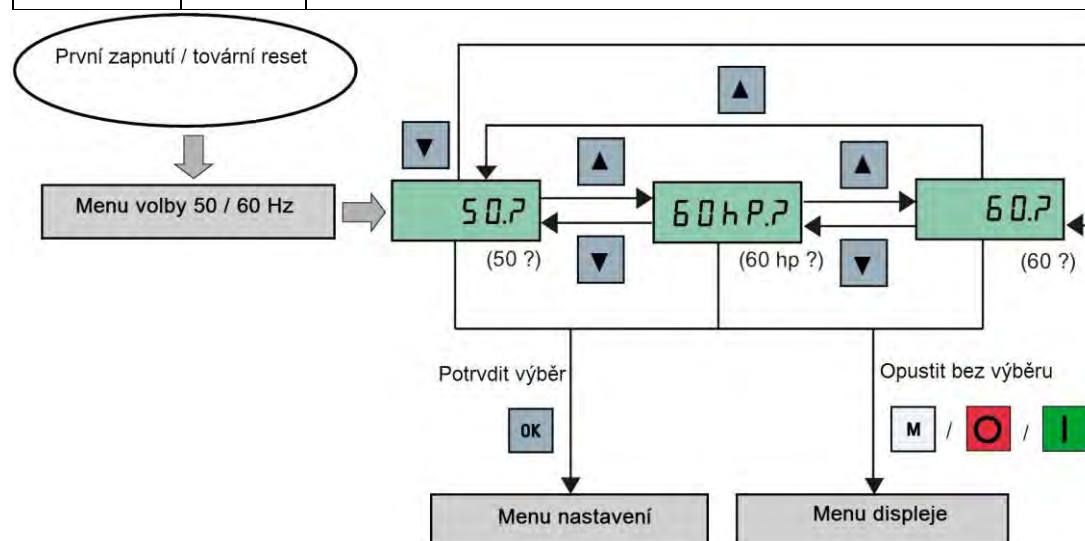 První zapnutí / tovární reset
▲
▼ ▲ ▲
Menu volby 50 / 60 Hz
50.?
60hP.?
60.?
(50 ?) ▼ (60 hp ?) ▼ (60 ?)
Potrvdit výběr
Opustit bez výběru
OK
M / O / I
Menu nastavení
Menu displeje